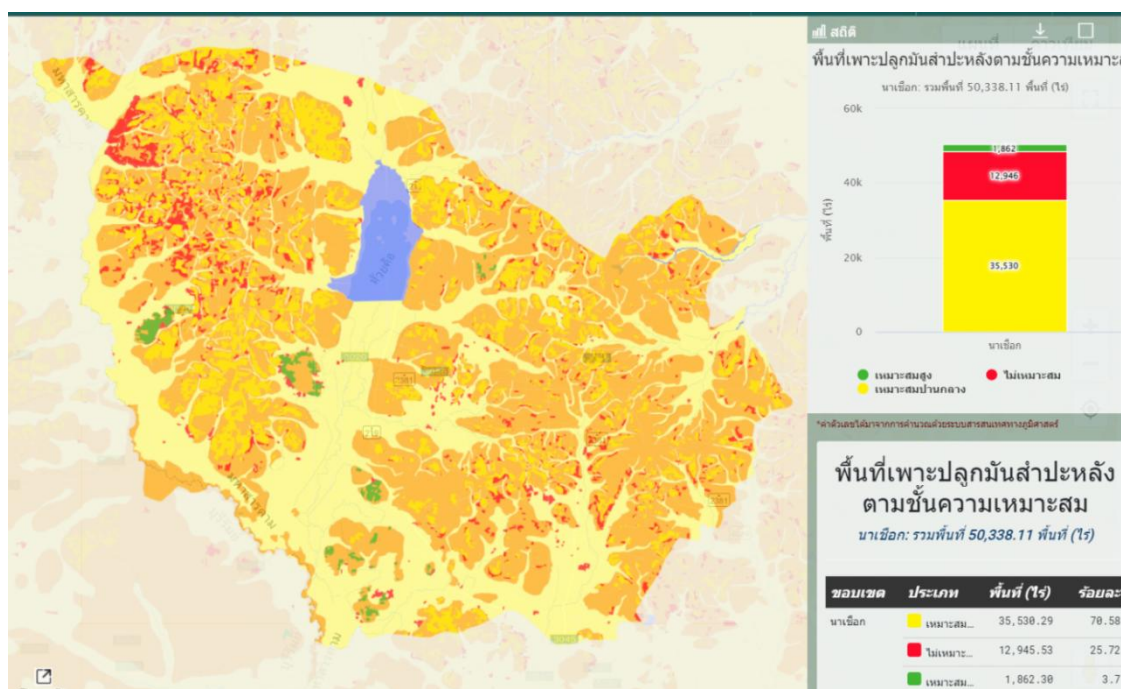 สถิติ
พื้นที่เพาะปลูกมันสำปะหลังตามชั้นความเหมาะส
นาเชือก: รวมพื้นที่ 50,338.11 พื้นที่ (ไร่)
60k
40k
20k
0
พื้นที่ (ไร่)
1,862
12,946
35,530
นาเชือก
เหมาะสมสูง
ไม่เหมาะสม
เหมาะสมปานกลาง
*ค่าตัวเลขได้มาจากการคำนวณด้วยระบบสารสนเทศทางภูมิศาสตร์
พื้นที่เพาะปลูกมันสำปะหลัง
ตามชั้นความเหมาะสม
นาเชือก: รวมพื้นที่ 50,338.11 พื้นที่ (ไร่)
ขอบเขต ประเภท พื้นที่ (ไร่) ร้อยละ
นาเชือก เหมาะสม... 35,530.29 70.58
ไม่เหมาะ... 12,945.53 25.72
เหมาะสม... 1,862.30 3.7